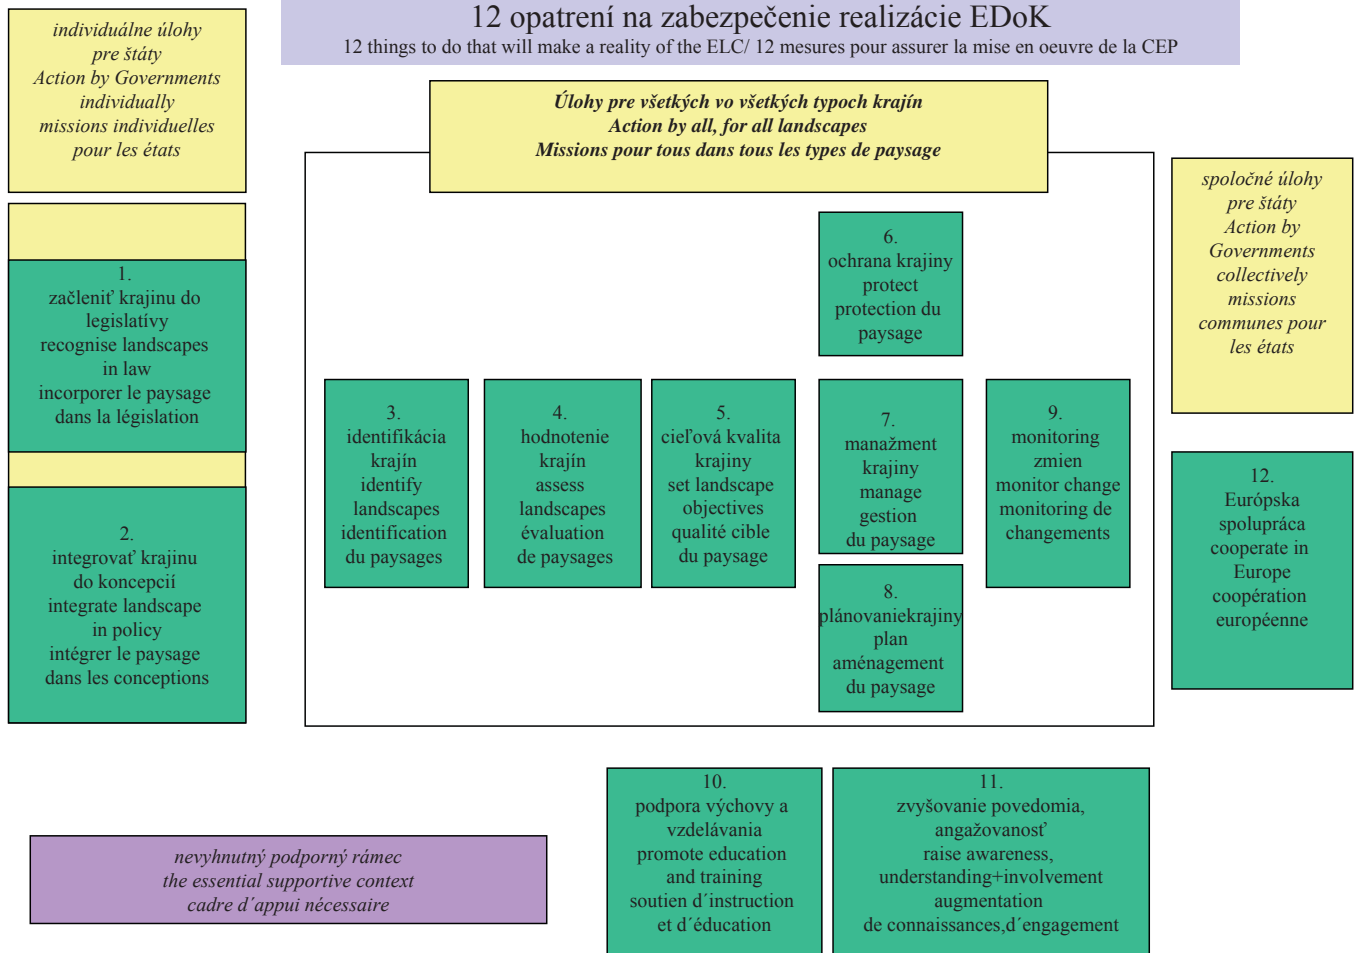 12 opatrení na zabezpečenie realizácie EDoK
12 things to do that will make a reality of the ELC/ 12 mesures pour assurer la mise en oeuvre de la CEP
individuálne úlohy
pre štáty
Action by Governments
individually
missions individuelles
pour les états
Úlohy pre všetkých vo všetkých typoch krajín
Action by all, for all landscapes
Missions pour tous dans tous les types de paysage
spoločné úlohy
pre štáty
Action by
Governments
collectively
missions
communes pour
les états
1.
začleniť krajinu do
legislatívy
recognise landscapes
in law
incorporer le paysage
dans la législation
2.
integrovať krajinu
do koncepcií
integrate landscape
in policy
intégrer le paysage
dans les conceptions
3.
identifikácia
krajín
identify
landscapes
identification
du paysages
4.
hodnotenie
krajín
assess
landscapes
évaluation
de paysages
5.
cieľová kvalita
krajiny
set landscape
objectives
qualité cible
du paysage
6.
ochrana krajiny
protect
protection du
paysage
7.
manažment
krajiny
manage
gestion
du paysage
8.
plánovaniekrajiny
plan
aménagement
du paysage
9.
monitoring
zmien
monitor change
monitoring de
changements
12.
Európska
spolupráca
cooperate in
Europe
coopération
européenne
nevyhnutný podporný rámec
the essential supportive context
cadre d´appui nécessaire
10.
podpora výchovy a
vzdelávania
promote education
and training
soutien d´instruction
et d´éducation
11.
zvyšovanie povedomia,
angažovanosť
raise awareness,
understanding+involvement
augmentation
de connaissances,d´engagement